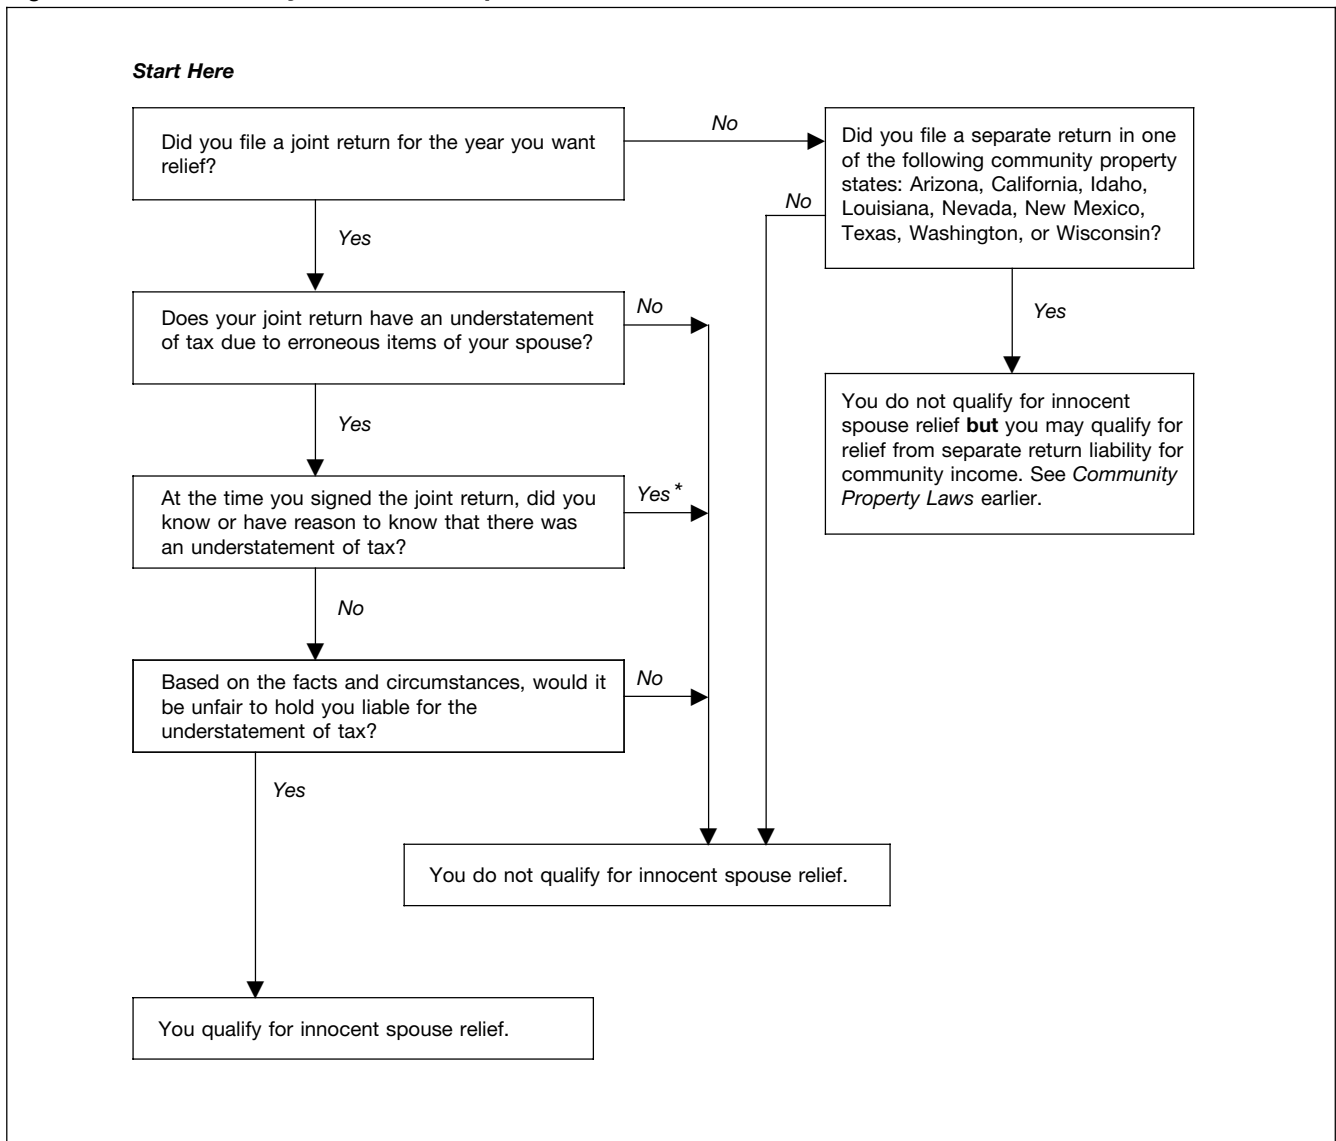 Start Here
Did you file a joint return for the year you want
relief?
No
Did you file a separate return in one
of the following community property
states: Arizona, California, Idaho,
Louisiana, Nevada, New Mexico,
Texas, Washington, or Wisconsin?
No
Yes
Does your joint return have an understatement
of tax due to erroneous items of your spouse?
No
Yes
You do not qualify for innocent
spouse relief but you may qualify for
relief from separate return liability for
community income. See Community
Property Laws earlier.
Yes
At the time you signed the joint return, did you
know or have reason to know that there was
an understatement of tax?
Yes*
No
Based on the facts and circumstances, would it
be unfair to hold you liable for the
understatement of tax?
No
Yes
You do not qualify for innocent spouse relief.
You qualify for innocent spouse relief.